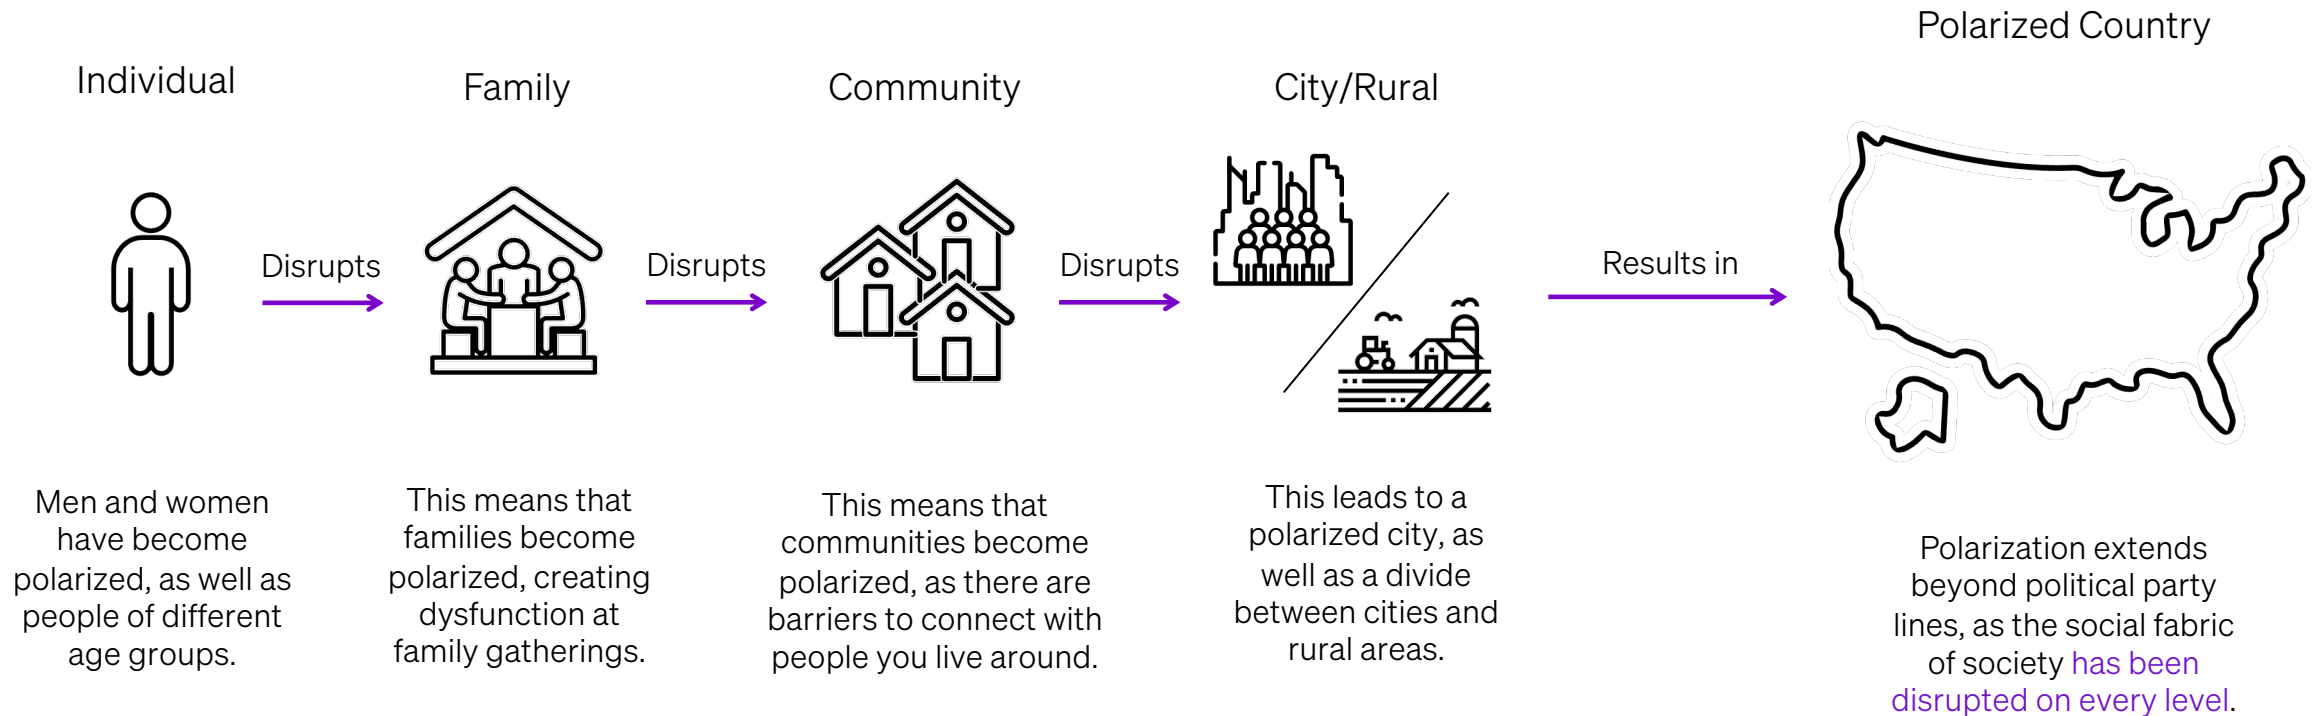 Individual
Men and women
have become
polarized, as well as
people of different
age groups.
Disrupts
Family
This means that
families become
polarized, creating
dysfunction at
family gatherings.
Disrupts
Community
This means that
communities become
polarized, as there are
barriers to connect with
people you live around.
Disrupts
City/Rural
This leads to a
polarized city, as
well as a divide
between cities and
rural areas.
Results in
Polarized Country
Polarization extends
beyond political party
lines, as the social fabric
of society has been
disrupted on every level.